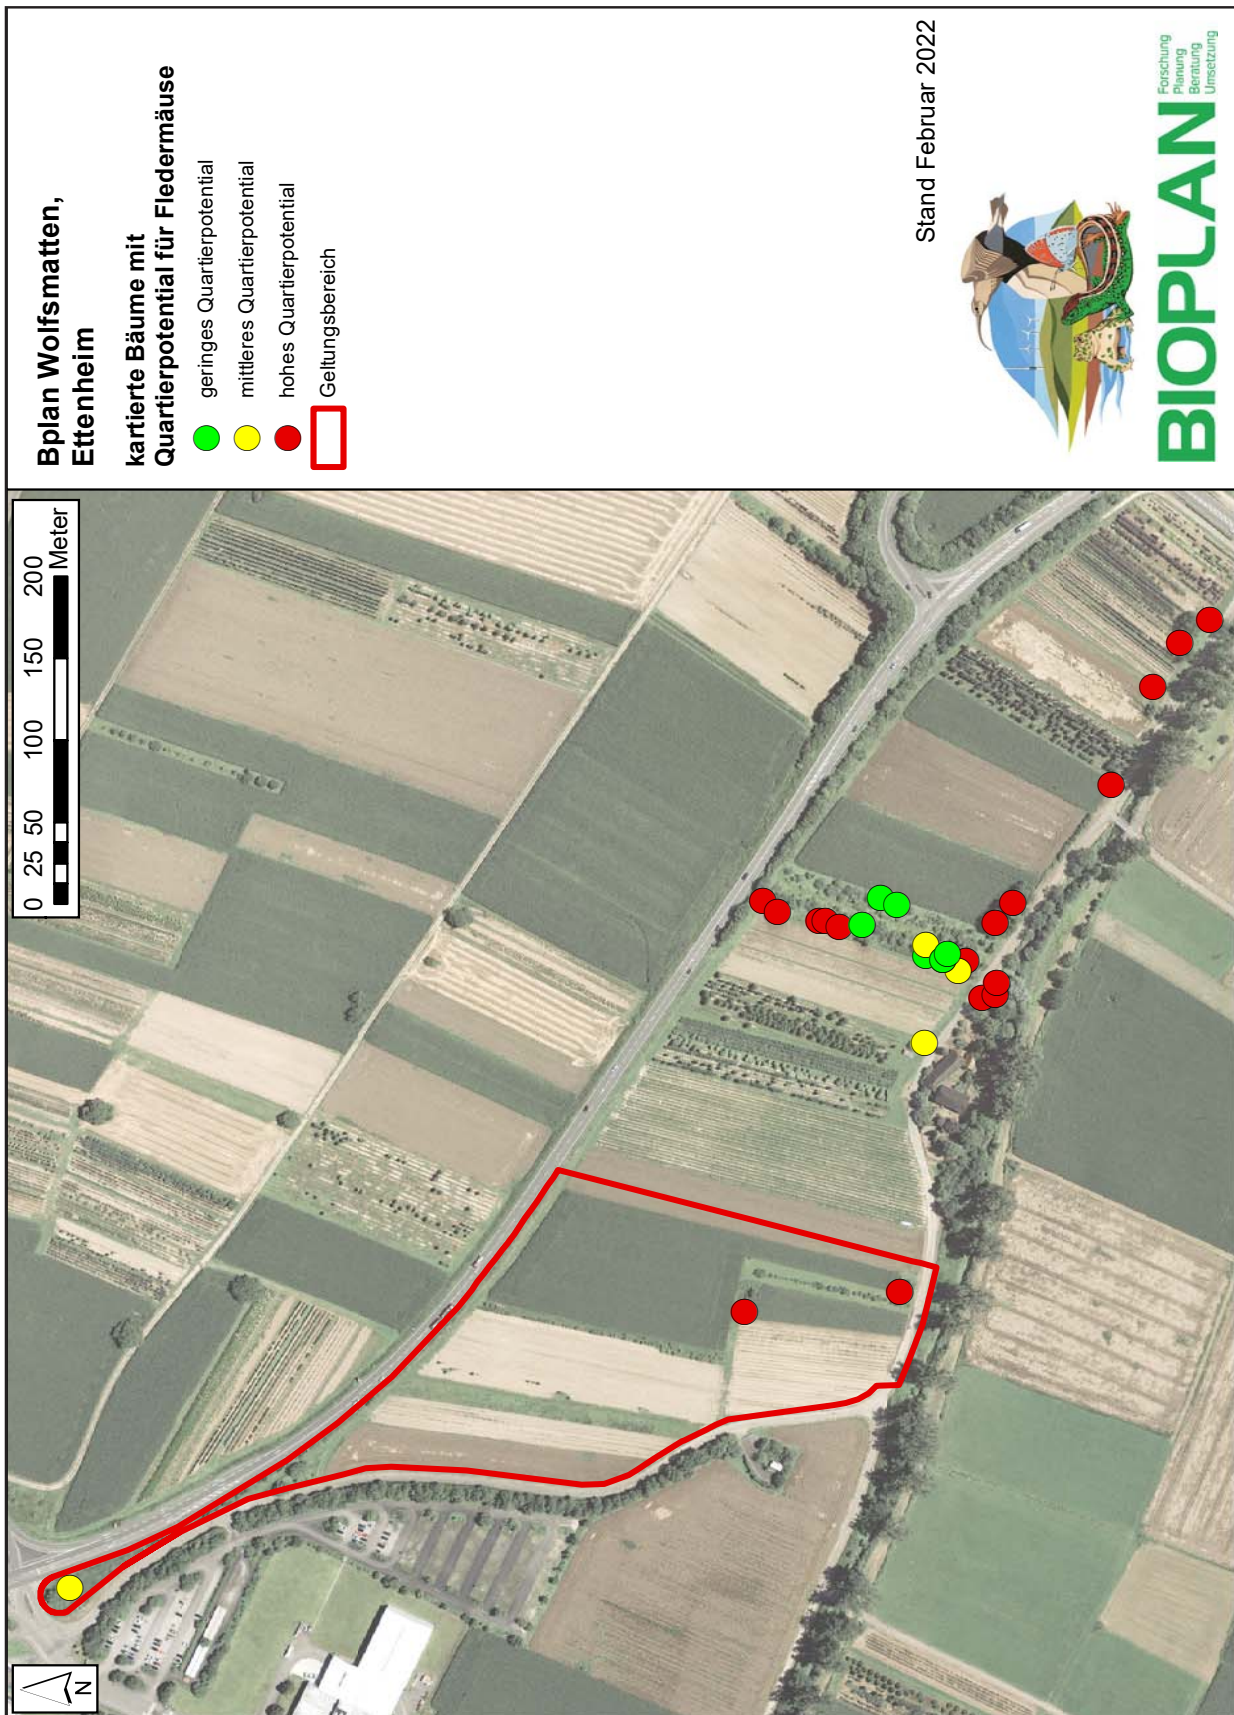 Bplan Wolfsmatten,
Ettenheim
kartierte Bäume mit
Quartierpotential für Fledermäuse
geringes Quartierpotential
mittleres Quartierpotential
hohes Quartierpotential
Geltungsbereich
Stand Februar 2022
BIOPLAN
Forschung
Planung
Beratung
Umsetzung
0 25 50 100 150 200
Meter
N